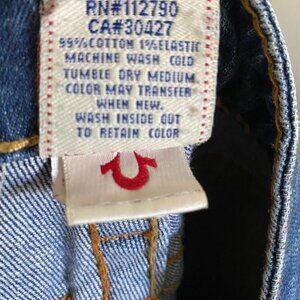 RN#112790
CA#30427
99%COTTON 1%ELASTIC
MACHINE WASH COLD
TUMBLE DRY MEDIUM
COLOR MAY TRANSFER
WHEN NEW.
WASH INSIDE OUT
TO RETAIN COLOR